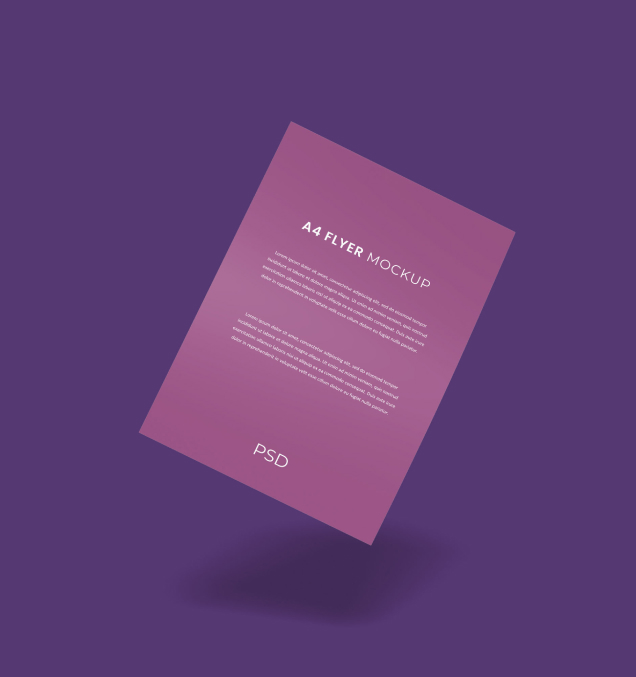 A4 FLYER MOCKUP
Lorem ipsum dolor sit amet, consectetur adipiscing elit, sed do eiusmod tempor
incididunt ut labore et dolore magna aliqua. Ut enim ad minim veniam, quis nostrud
exercitation ullamco laboris nisi ut aliquip ex ea commodo consequat. Duis aute irure
dolor in reprehenderit in voluptate velit esse cillum dolore eu fugiat nulla pariatur.
Lorem ipsum dolor sit amet, consectetur adipiscing elit, sed do eiusmod tempor
incididunt ut labore et dolore magna aliqua. Ut enim ad minim veniam, quis nostrud
exercitation ullamco laboris nisi ut aliquip ex ea commodo consequat. Duis aute irure
dolor in reprehenderit in voluptate velit esse cillum dolore eu fugiat nulla pariatur.
PSD